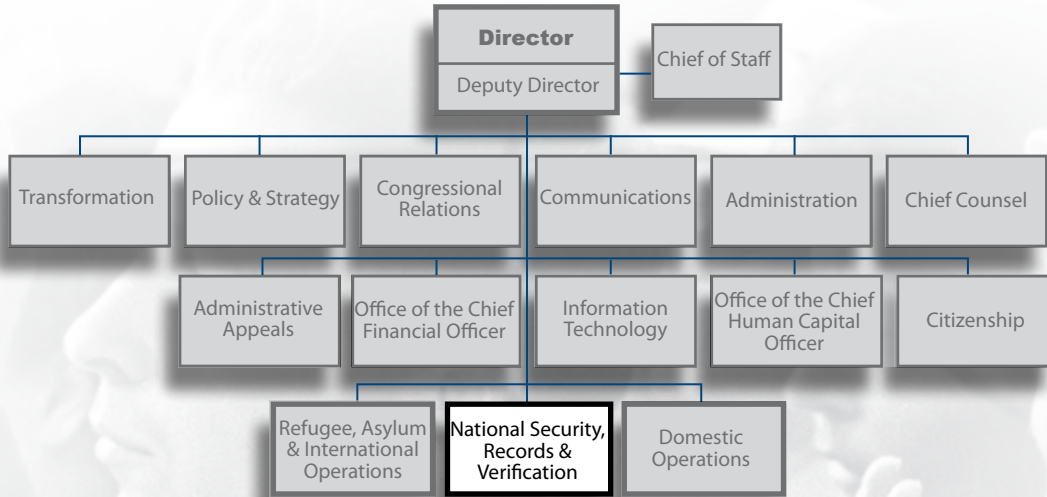 Director
Deputy Director
Chief of Staff
Transformation
Policy & Strategy
Congressional
Relations
Communications
Administration
Chief Counsel
Administrative
Appeals
Office of the Chief
Financial Officer
Information
Technology
Office of the Chief
Human Capital
Officer
Citizenship
Refugee, Asylum
& International
Operations
National Security,
Records &
Verification
Domestic
Operations